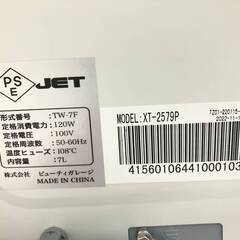 PSE JET
形式番号 : TW-7F
定格消費電力 : 120W
定格電圧 : 100V
定格周波数 : 50-60Hz
温度ヒューズ : 108℃
容量 : 7L
株式会社 ビューティガレージ
MADE IN CHINA
MODEL: XT-2579P
TZ01-220115-
2022-11-
41560106441000103